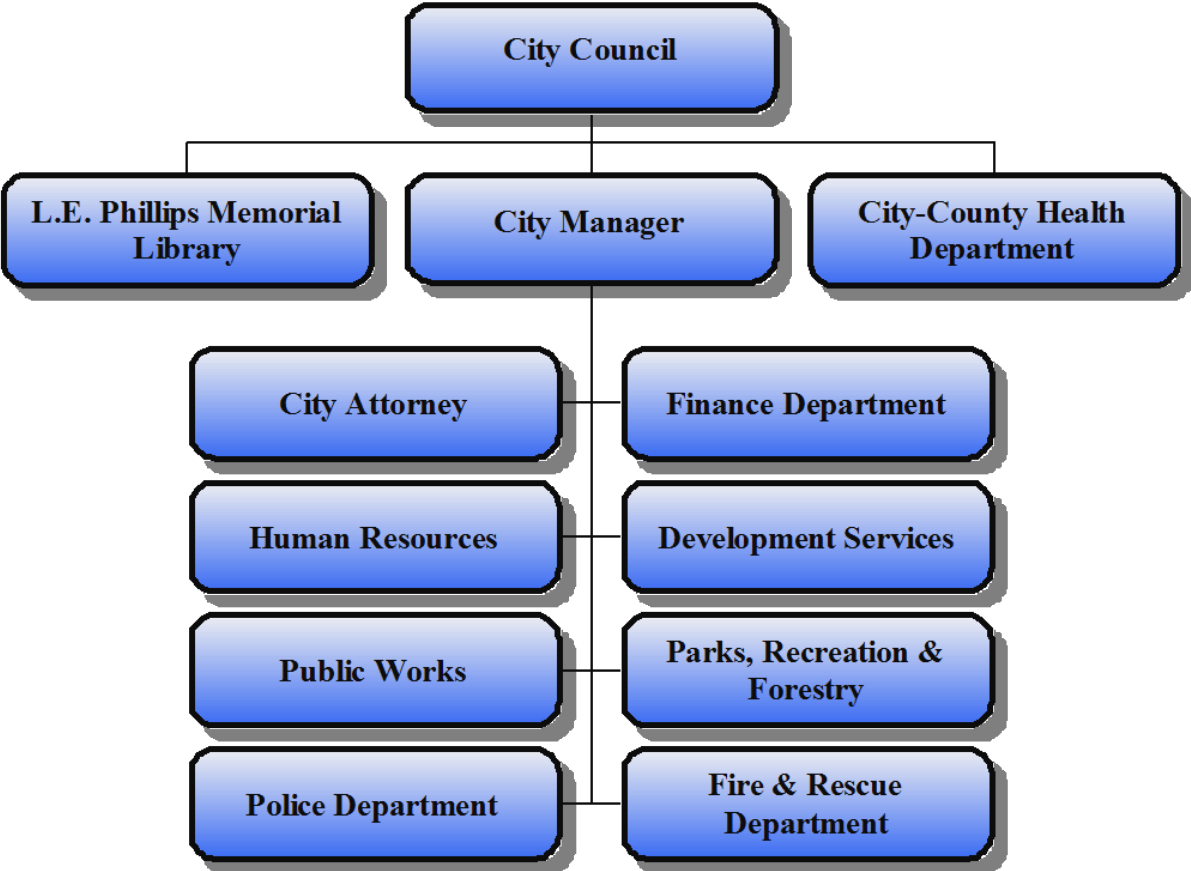 City Council
L.E. Phillips Memorial
Library
City Manager
City-County Health
Department
City Attorney
Finance Department
Human Resources
Development Services
Public Works
Parks, Recreation &
Forestry
Police Department
Fire & Rescue
Department